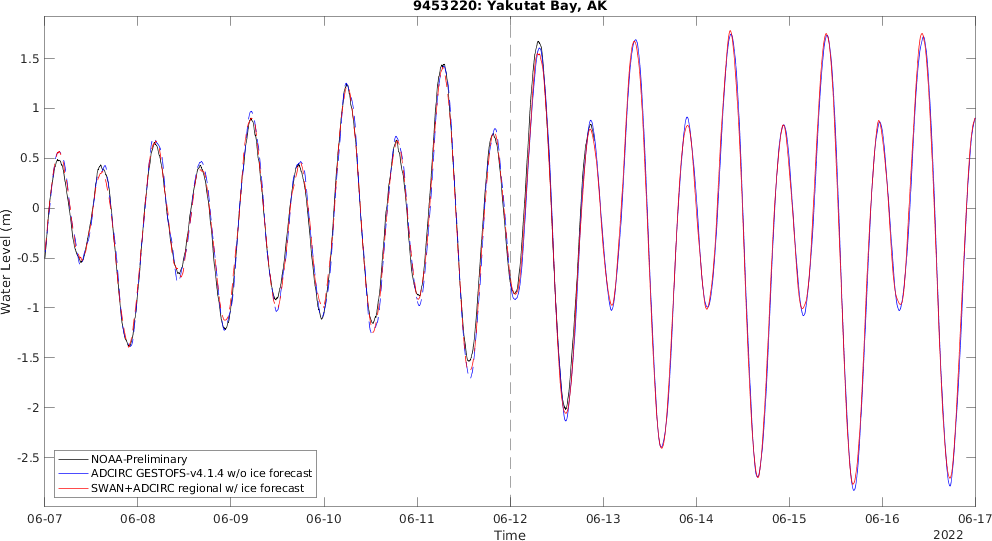 9453220: Yakutat Bay, AK
Water Level (m)
1.5
1
0.5
0
-0.5
-1
-1.5
-2
-2.5
NOAA-Preliminary
ADCIRC GESTOFS-v4.1.4 w/o ice forecast
SWAN+ADCIRC regional w/ ice forecast
06-07 06-08 06-09 06-10 06-11 06-12 06-13 06-14 06-15 06-16 06-17
Time
2022